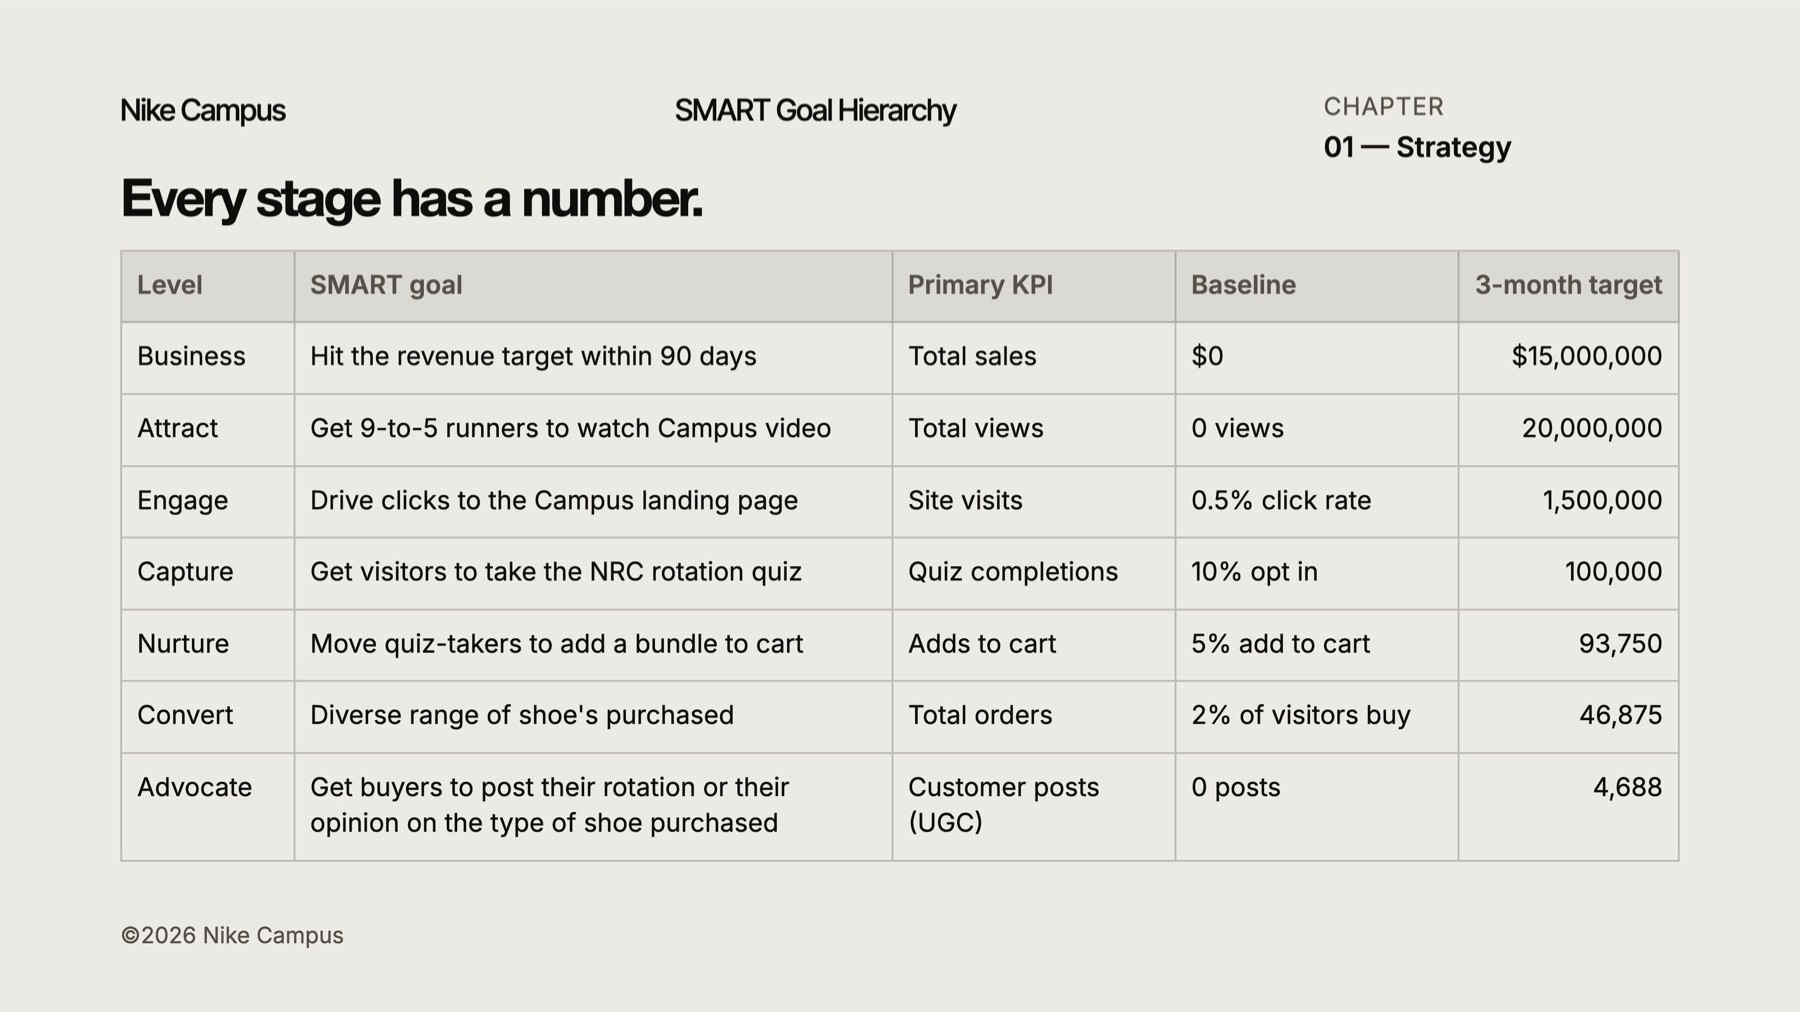 Nike Campus
SMART Goal Hierarchy
CHAPTER
01 — Strategy
Every stage has a number.
Level SMART goal Primary KPI Baseline 3-month target
Business Hit the revenue target within 90 days Total sales $0 $15,000,000
Attract Get 9-to-5 runners to watch Campus video Total views 0 views 20,000,000
Engage Drive clicks to the Campus landing page Site visits 0.5% click rate 1,500,000
Capture Get visitors to take the NRC rotation quiz Quiz completions 10% opt in 100,000
Nurture Move quiz-takers to add a bundle to cart Adds to cart 5% add to cart 93,750
Convert Diverse range of shoe's purchased Total orders 2% of visitors buy 46,875
Advocate Get buyers to post their rotation or their Customer posts 0 posts 4,688
opinion on the type of shoe purchased (UGC)
©2026 Nike Campus